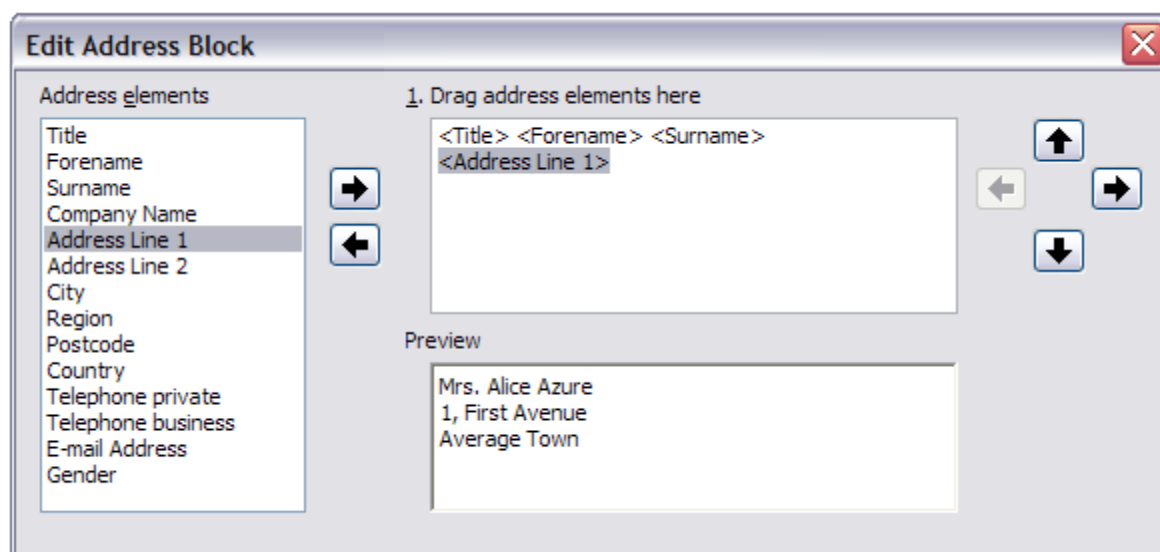 Edit Address Block
Address elements
Title
Forename
Surname
Company Name
Address Line 1
Address Line 2
City
Region
Postcode
Country
Telephone private
Telephone business
E-mail Address
Gender
1. Drag address elements here
<Title> <Forename> <Surname>
<Address Line 1>
Preview
Mrs. Alice Azure
1, First Avenue
Average Town